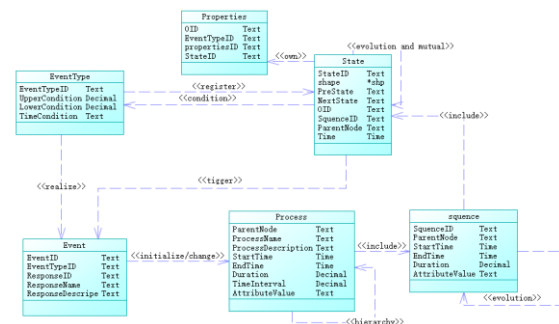 Properties
OID Text
EventTypeID Text
propertiesID Text
StateID Text
<<evolution and mutual>>
<<own>>
State
StateID Text
shape *shp
PreState Text
NextState Text
OID Text
SquenceID Text
ParentNode Text
Time Time
EventType
EventTypeID Text
UpperCondition Decimal
LowerCondition Decimal
TimeCondition Text
<<register>>
<<condition>>
<<include>>
<<tigger>>
<<realize>>
Event
EventID Text
EventTypeID Text
ResponseID Text
ResponseName Text
ResponseDescripe Text
<<initialize/change>>
Process
ParentNode Text
ProcessName Text
ProcessDescription Text
StartTime Time
EndTime Time
Duration Decimal
TimeInterval Decimal
AttributeValue Text
<<include>>
squence
SquenceID Text
ParentNode Text
StartTime Time
EndTime Time
Duration Decimal
AttributeValue Text
<<evolution>>
<<hierarchy>>